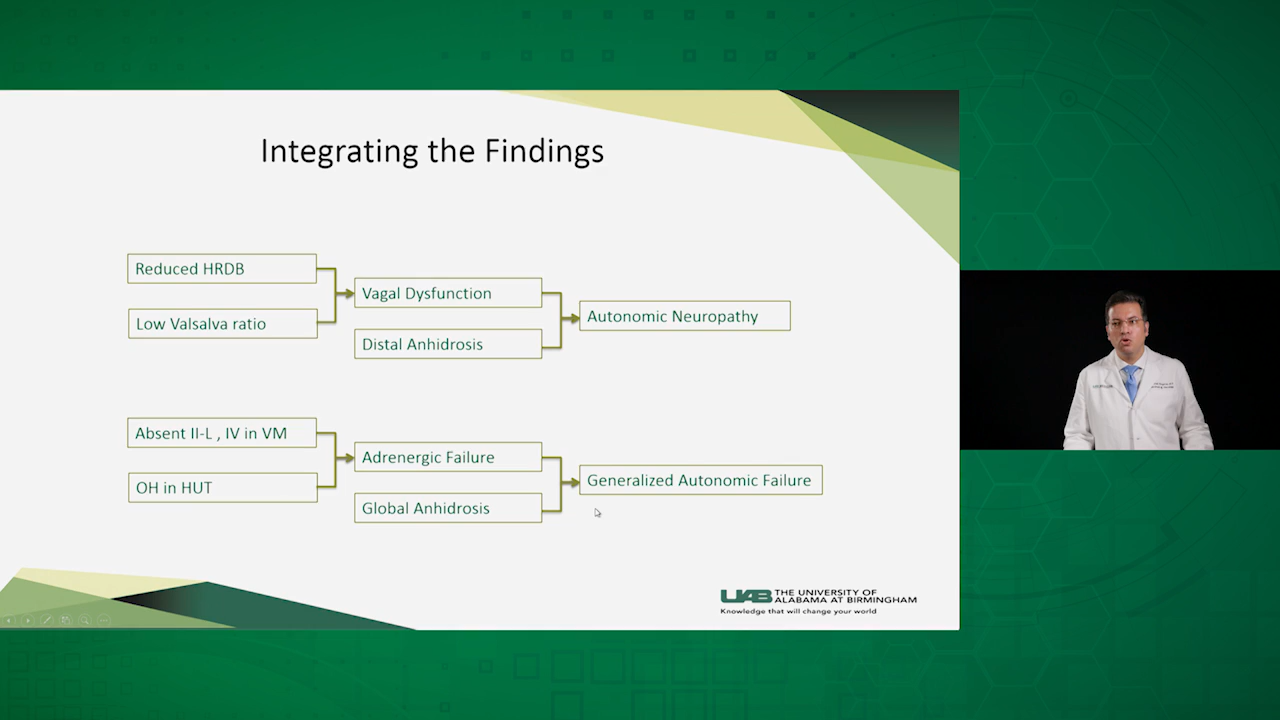 Integrating the Findings
Reduced HRDB
Low Valsalva ratio
Vagal Dysfunction
Distal Anhidrosis
Autonomic Neuropathy
Absent II-L , IV in VM
OH in HUT
Adrenergic Failure
Global Anhidrosis
Generalized Autonomic Failure
UAB THE UNIVERSITY OF
ALABAMA AT BIRMINGHAM
Knowledge that will change your world